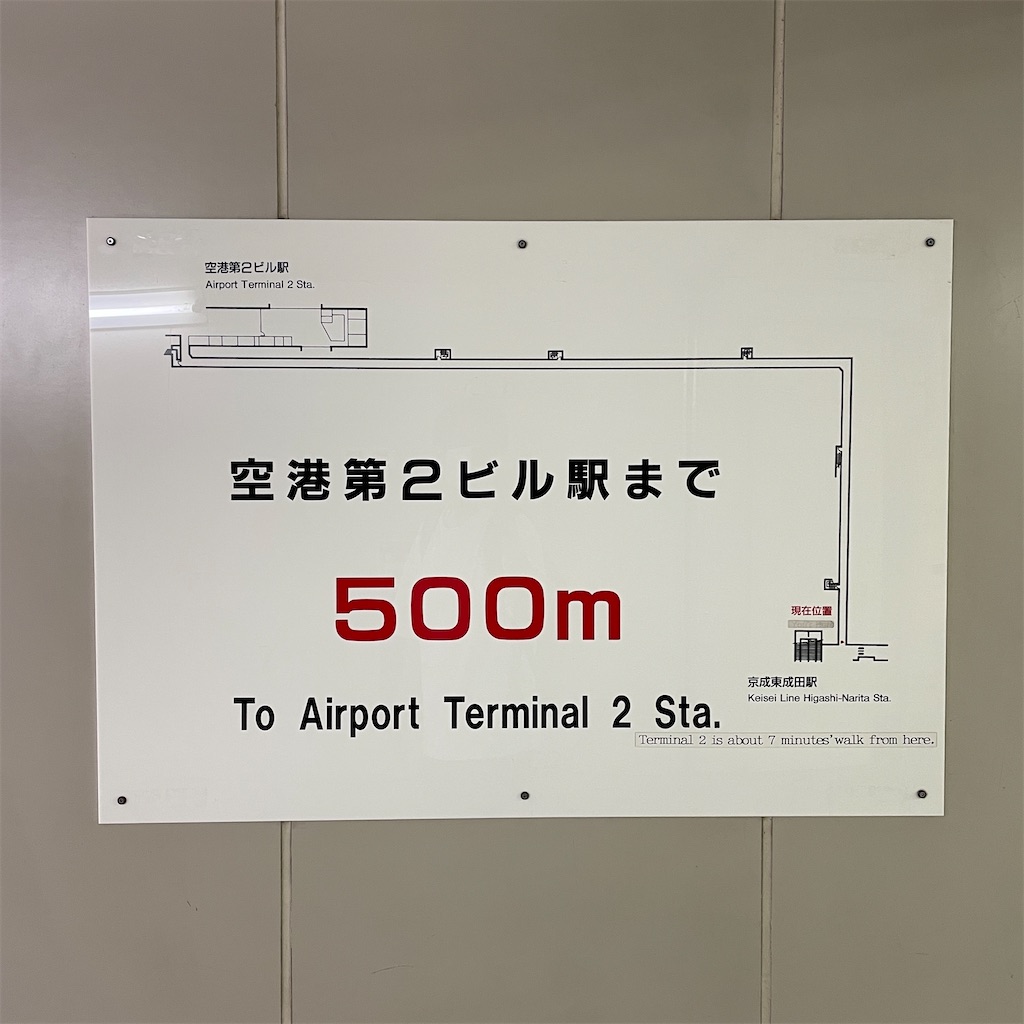 空港第2ビル駅
Airport Terminal 2 Sta.
空港第2ビル駅まで
500m
現在位置
京成東成田駅
Keisei Line Higashi-Narita Sta.
To Airport Terminal 2 Sta.
Terminal 2 is about 7 minutes' walk from here.